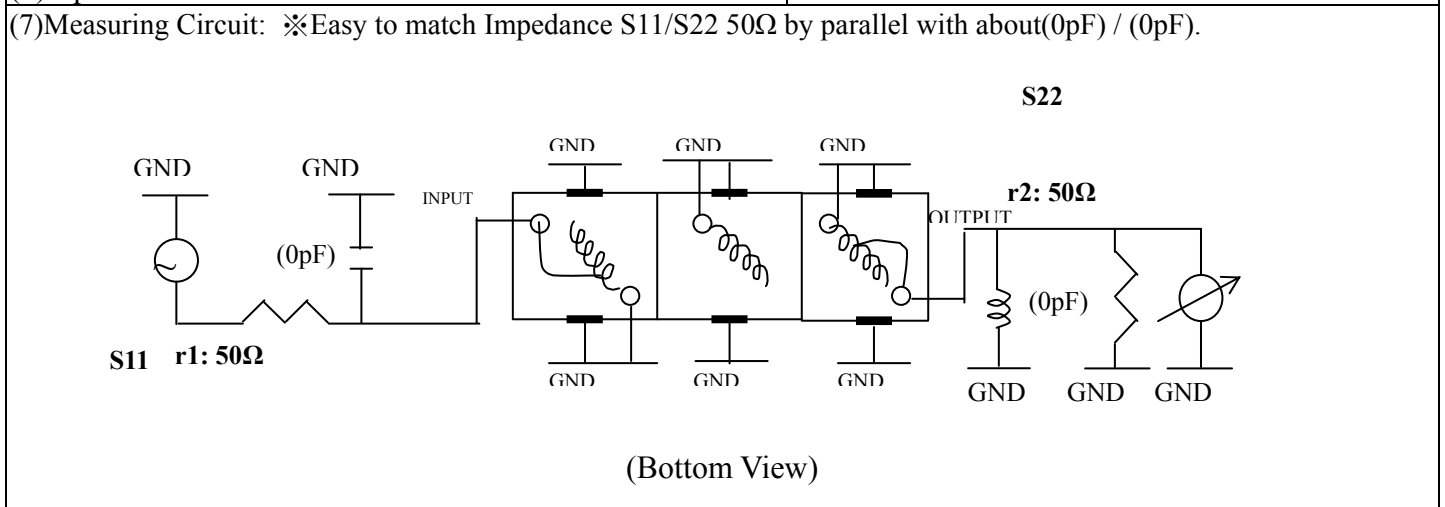 (7)Measuring Circuit: ※Easy to match Impedance S11/S22 50Ω by parallel with about(0pF) / (0pF).
S22
GND GND GND GND GND
r2: 50Ω
INPUT OUTPUT
(0pF) (0pF)
S11 r1: 50Ω
GND GND GND GND GND GND
(Bottom View)